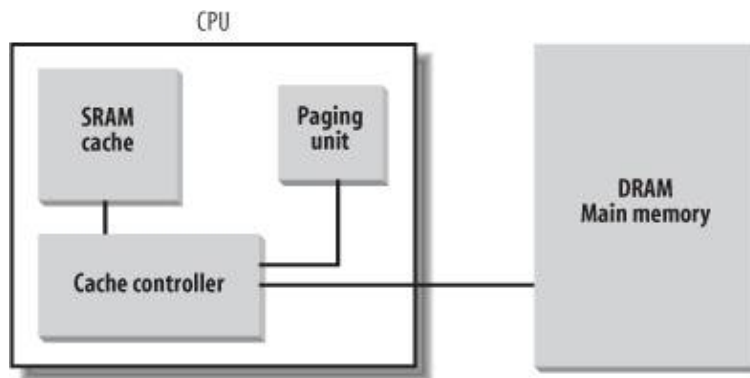 CPU
SRAM
cache
Paging
unit
DRAM
Main memory
Cache controller